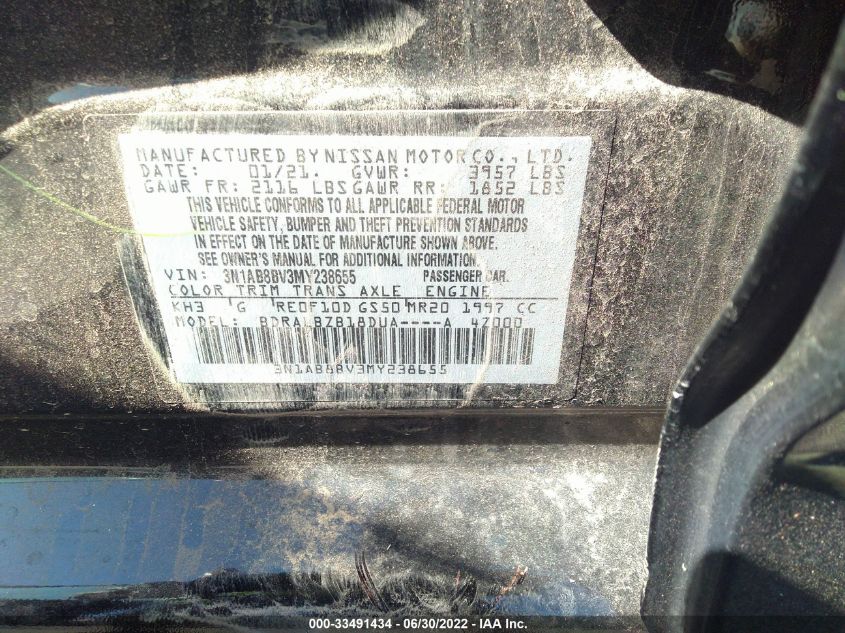 MANUFACTURED BY NISSAN MOTOR CO., LTD.
DATE: 01/21. GVWR: 3957 LBS
GAWR FR: 2116 LBS GAWR RR: 1852 LBS
THIS VEHICLE CONFORMS TO ALL APPLICABLE FEDERAL MOTOR
VEHICLE SAFETY, BUMPER AND THEFT PREVENTION STANDARDS
IN EFFECT ON THE DATE OF MANUFACTURE SHOWN ABOVE.
SEE OWNER'S MANUAL FOR ADDITIONAL INFORMATION.
VIN: 3N1AB8BV3MY238655 PASSENGER CAR.
COLOR TRIM TRANS AXLE ENGINE
KH3 G RE0F10D GS50 MR20 1997 CC
MODEL: BDRALBZB18DUA----A 4Z000
3N1AB8BV3MY238655
000-33491434 - 06/30/2022 - IAA Inc.